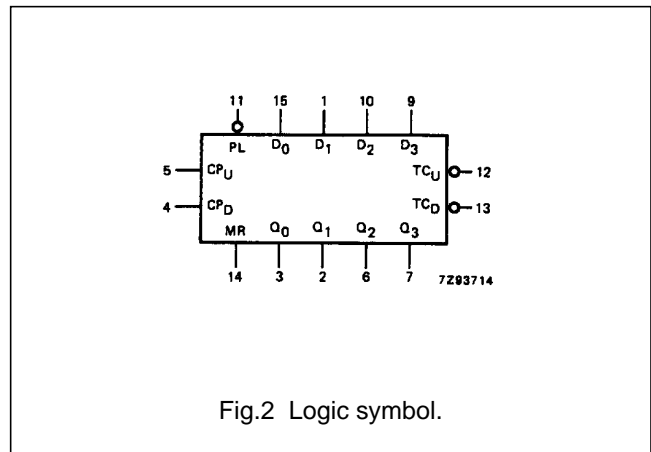 11 15 1 10 9
PL D0 D1 D2 D3
5 CPU TCU 12
4 CPD TCD 13
MR Q0 Q1 Q2 Q3
14 3 2 6 7 7Z93714
Fig.2 Logic symbol.